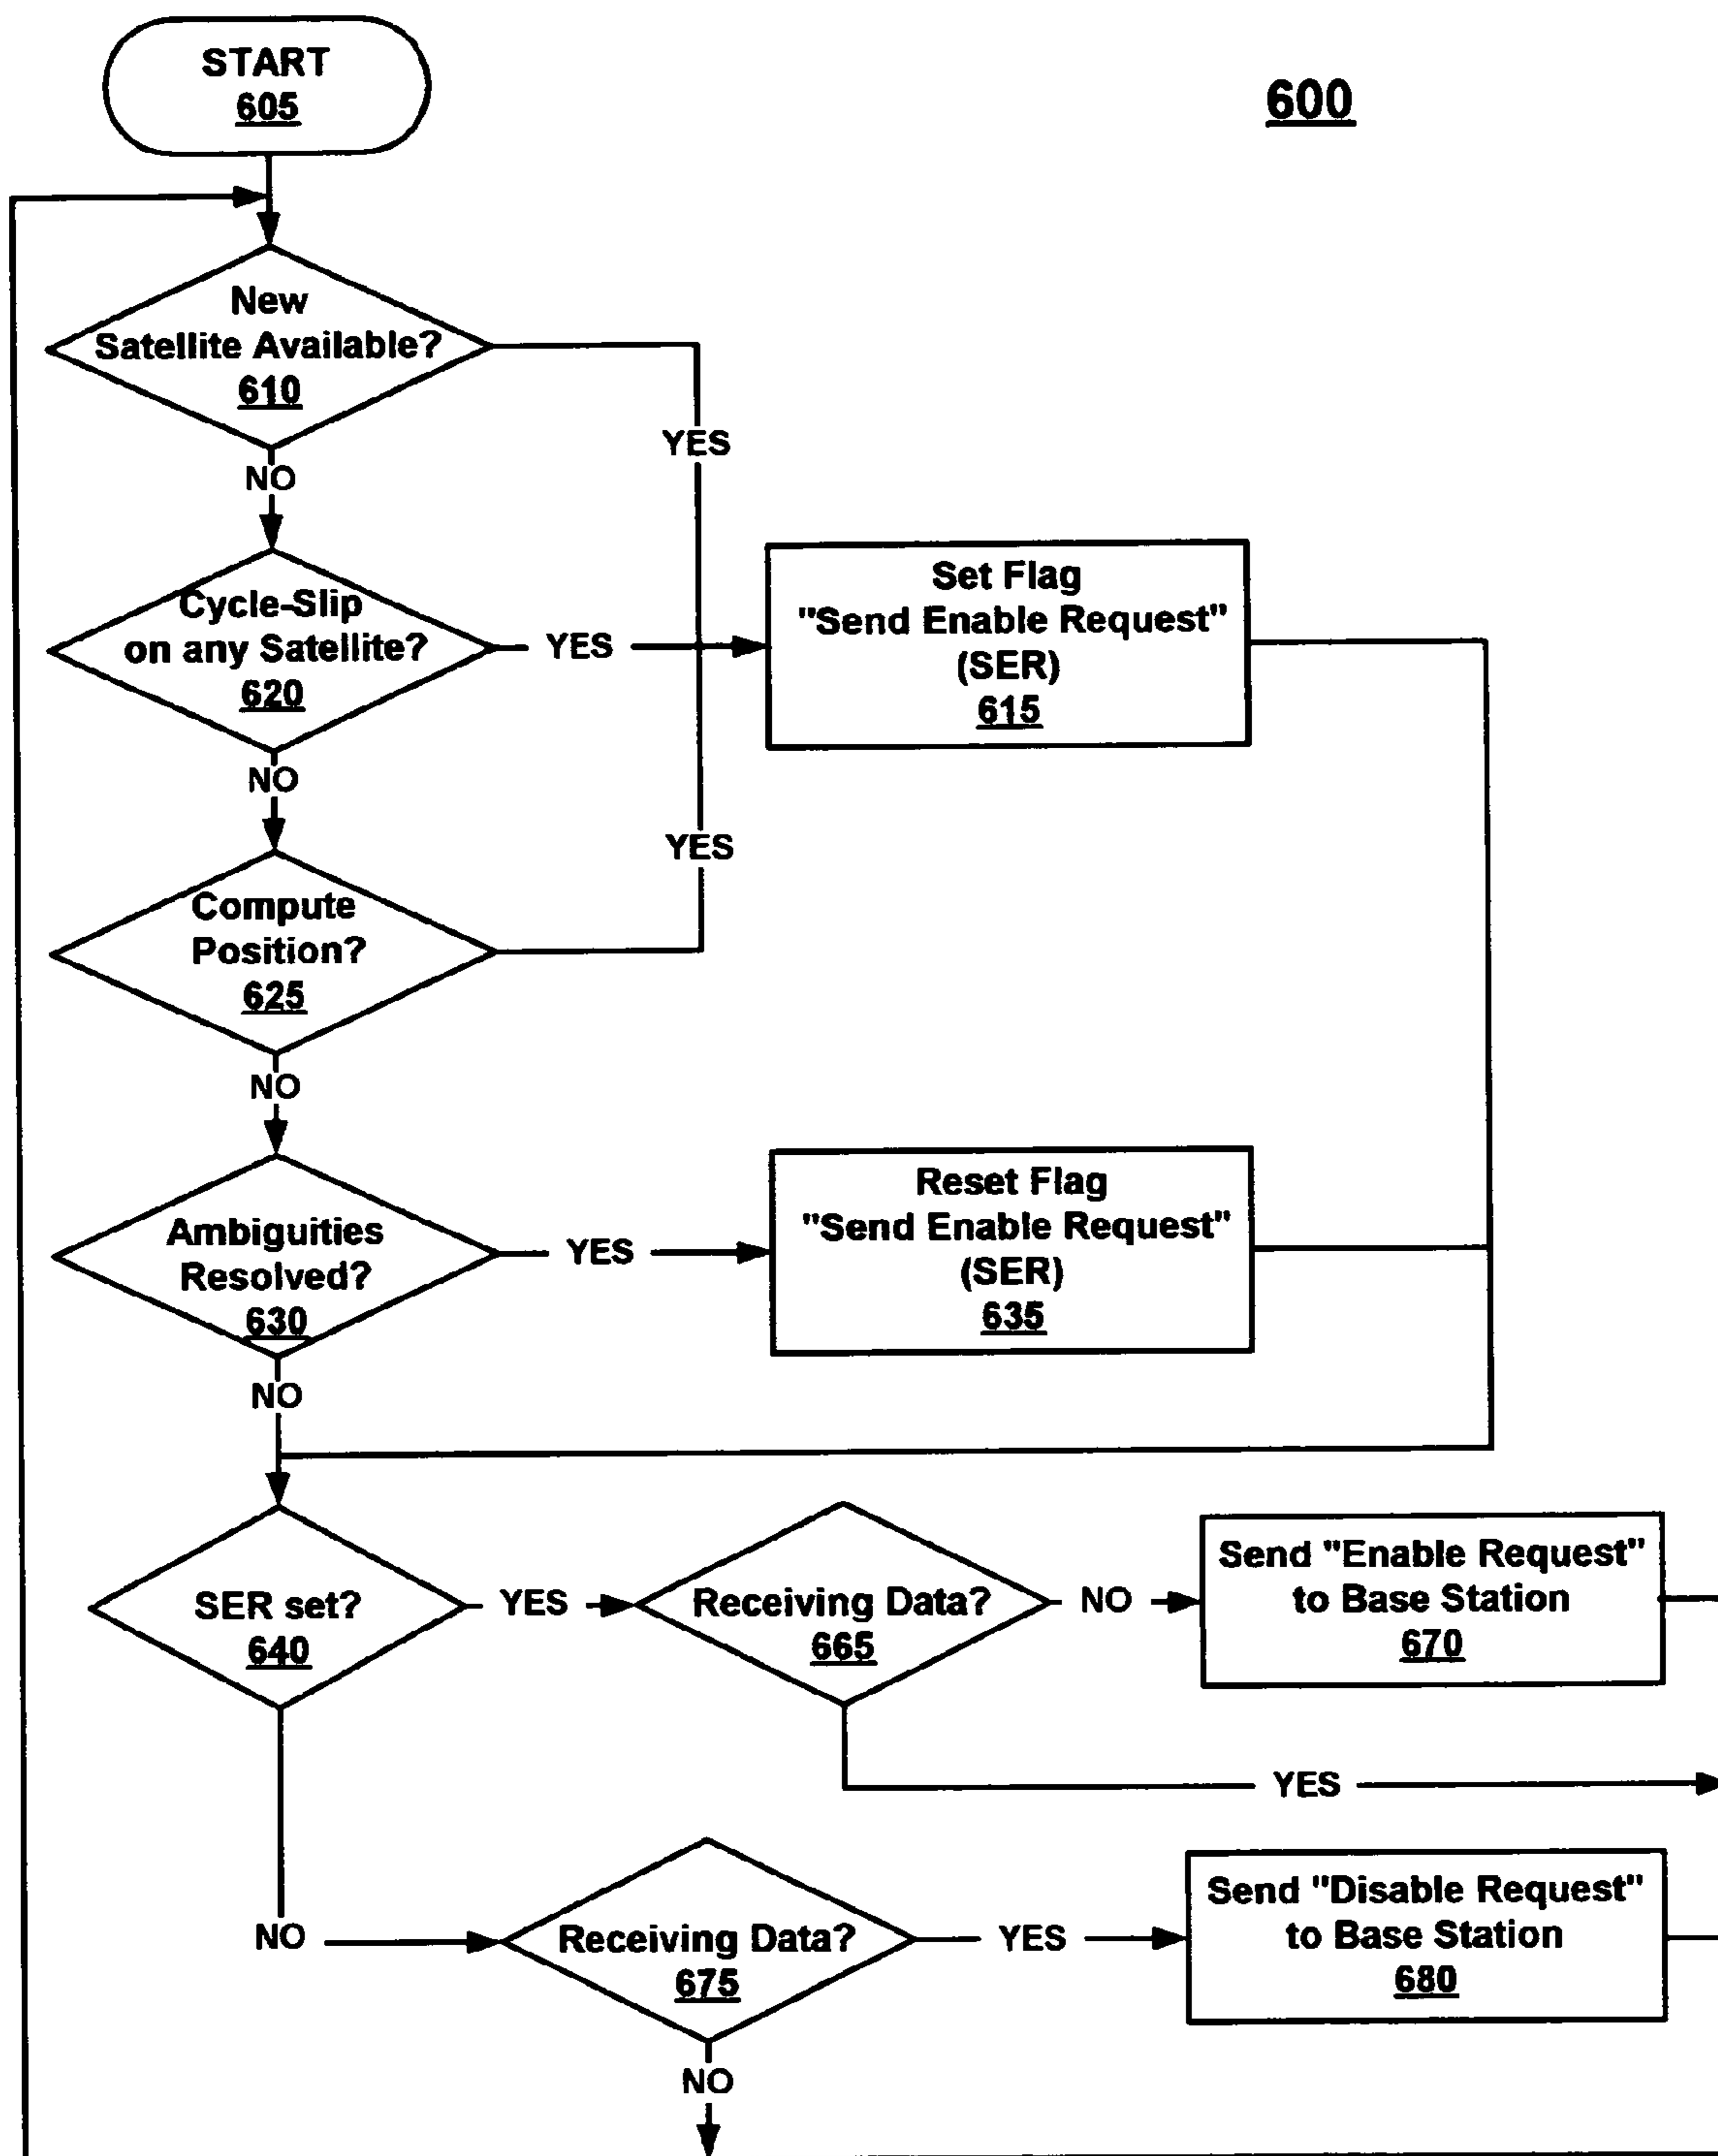 START
605
600
New
Satellite Available?
610
YES
NO
Cycle-Slip
on any Satellite?
620
YES
Set Flag
"Send Enable Request"
(SER)
615
NO
YES
Compute
Position?
625
NO
Ambiguities
Resolved?
630
YES
Reset Flag
"Send Enable Request"
(SER)
635
NO
SER set?
640
YES
Receiving Data?
665
NO
Send "Enable Request"
to Base Station
670
YES
NO
Receiving Data?
675
YES
Send "Disable Request"
to Base Station
680
NO